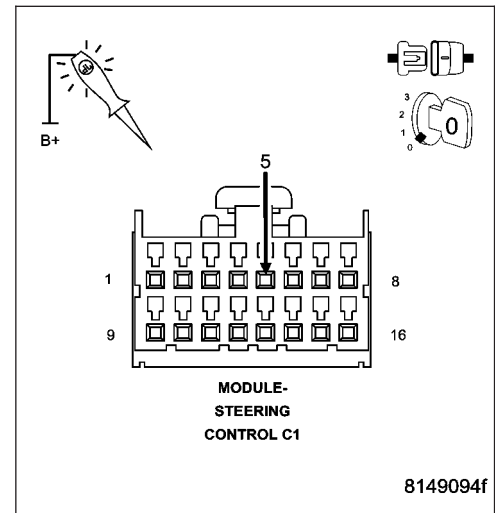 B+
3
2
1
0
0
5
1
8
9
16
MODULE-
STEERING
CONTROL C1
8149094f